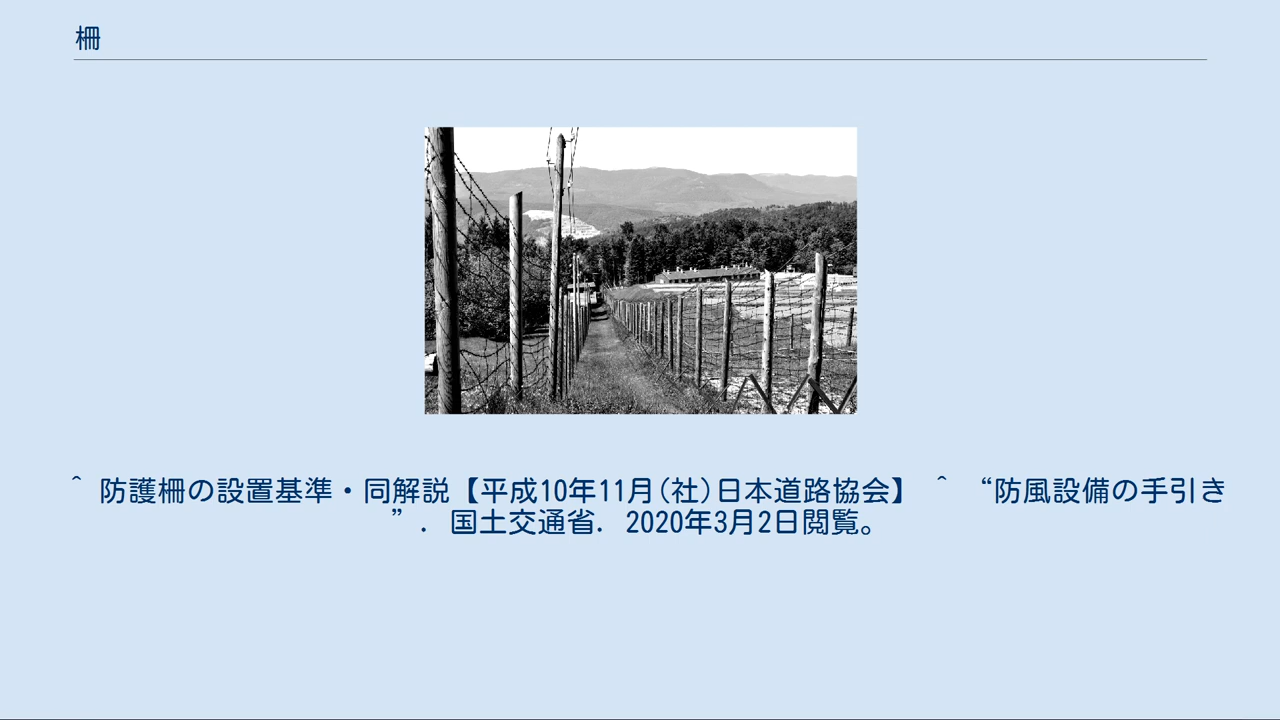 柵
^ 防護柵の設置基準・同解説【平成10年11月(社)日本道路協会】 ^ “防風設備の手引き
”. 国土交通省. 2020年3月2日閲覧。